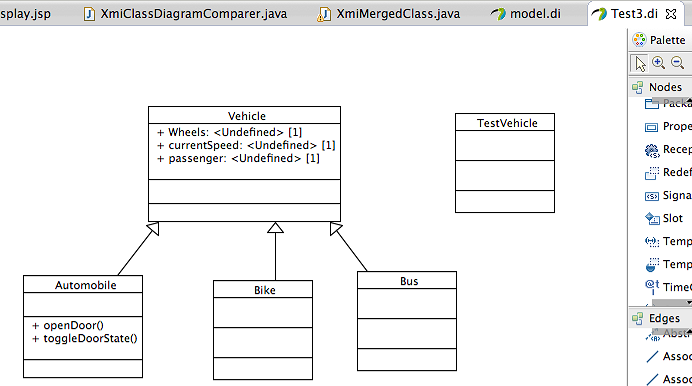 splay.jsp XmiClassDiagramComparer.java XmiMergedClass.java model.di Test3.di
Palette
Nodes
Vehicle
+ Wheels: <Undefined> [1]
+ currentSpeed: <Undefined> [1]
+ passenger: <Undefined> [1]
TestVehicle
Packa
Prope
Recep
Redef
Signa
Slot
Temp
Temp
TimeO
Automobile
+ openDoor()
+ toggleDoorState()
Bike
Bus
Edges
Abstr
Assoc
Assoc